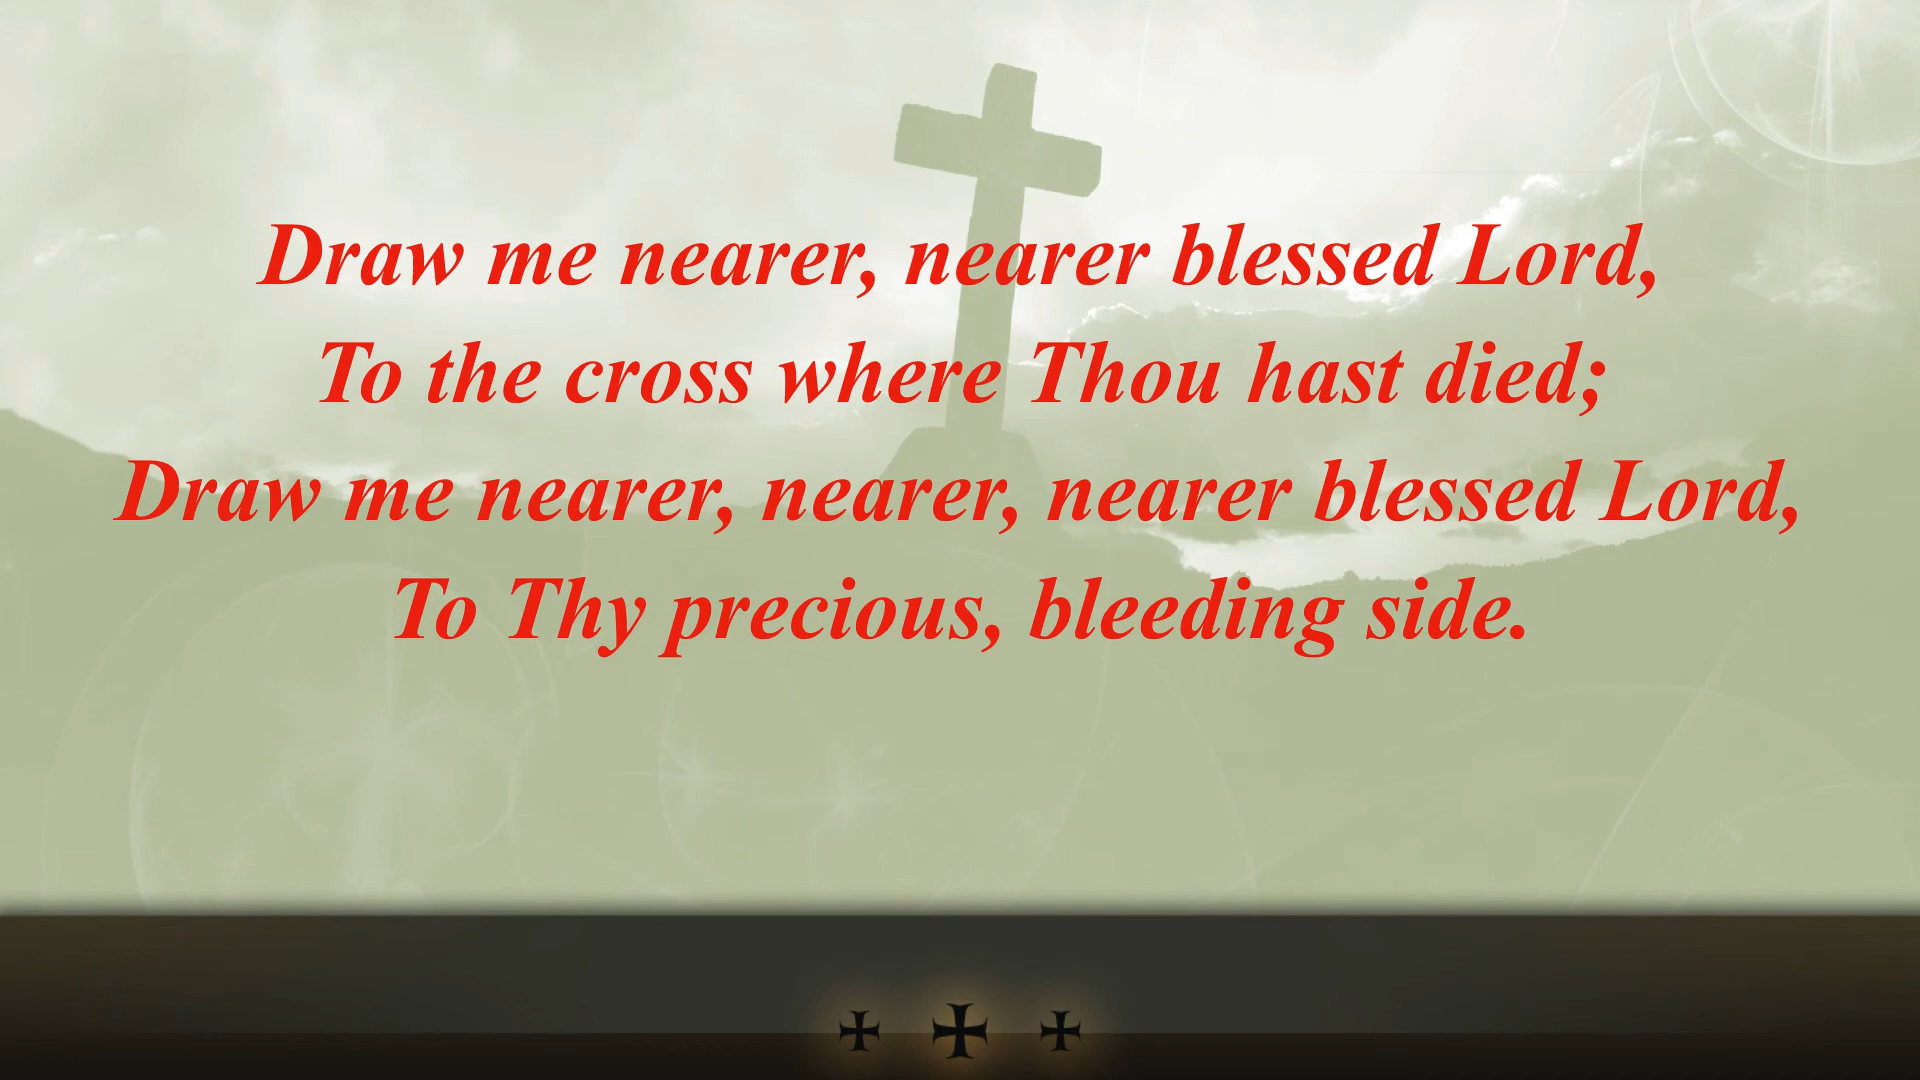 Draw me nearer, nearer blessed Lord,
To the cross where Thou hast died;
Draw me nearer, nearer, nearer blessed Lord,
To Thy precious, bleeding side.